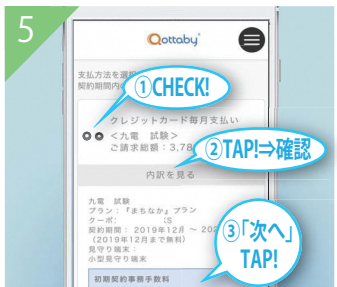 5
Qottaby
支払方法を選択
契約期間内の
①CHECK!
クレジットカード毎月支払い
＜九電 試験＞
ご請求総額：3,78
②TAP!⇒確認
内訳を見る
九電 試験
プラン：『まちなか』プラン
クーポ
契約期間：2019年12月 ～ 202
（2019年12月まで無料）
見守り端末：
小型見守り端末
③「次へ」
TAP!
初期契約事務手数料